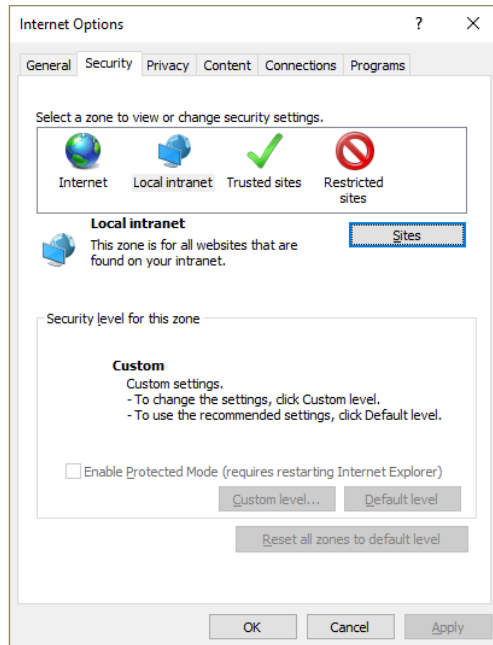 Internet Options ? ×
General Security Privacy Content Connections Programs
Select a zone to view or change security settings.
Internet Local intranet Trusted sites Restricted
sites
Local intranet
This zone is for all websites that are
found on your intranet.
Sites
Security level for this zone
Custom
Custom settings.
- To change the settings, click Custom level.
- To use the recommended settings, click Default level.
Enable Protected Mode (requires restarting Internet Explorer)
Custom level... Default level
Reset all zones to default level
OK Cancel Apply